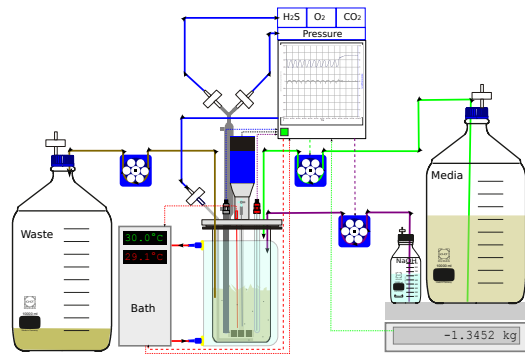 H₂S O₂ CO₂
Pressure
Media
Waste
30.0°C
29.1°C
NaOH
Bath
-1.3452 kg